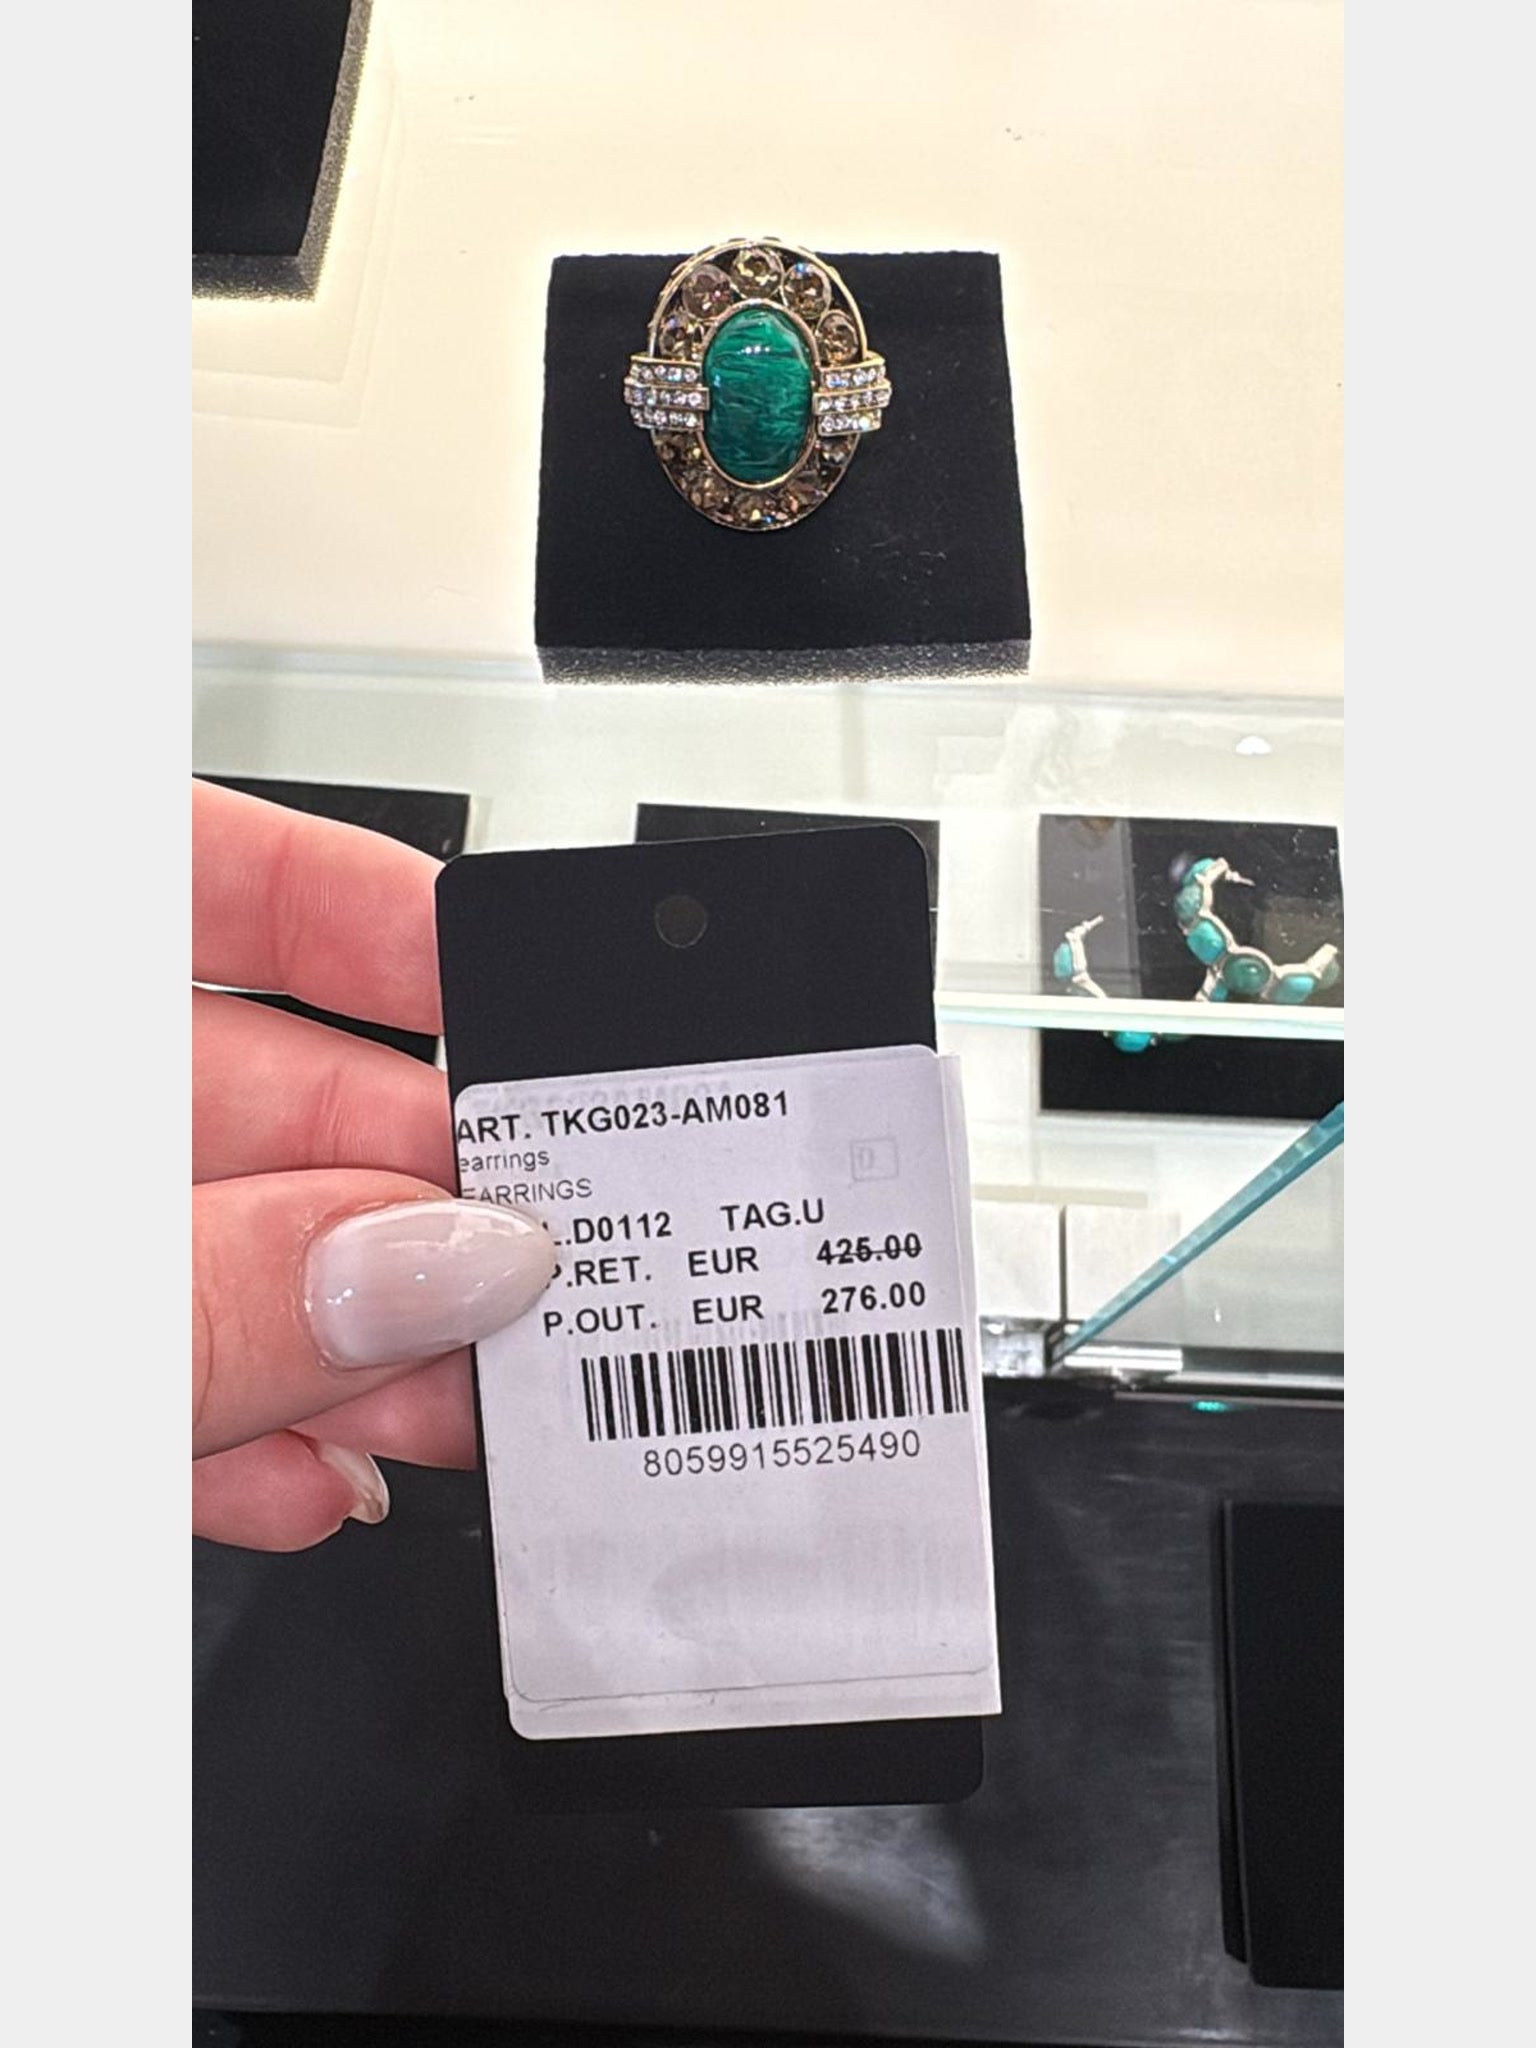 ART. TKG023-AM081
earrings
EARRINGS
D
L.D0112 TAG.U
P.RET. EUR 425.00
P.OUT. EUR 276.00
8059915525490